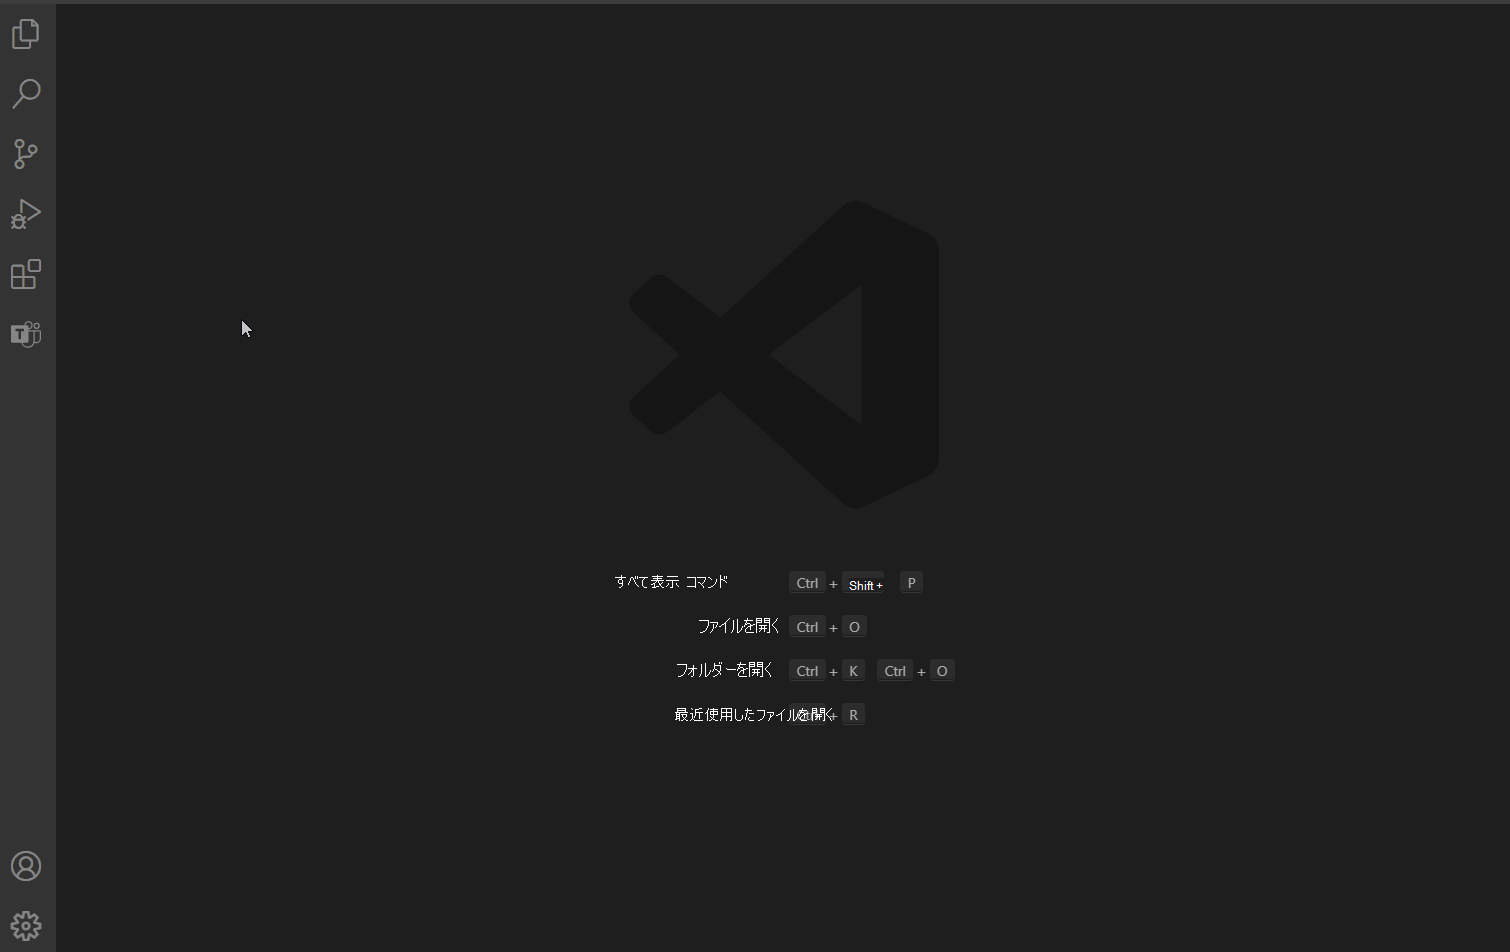 すべて表示 コマンド Ctrl + Shift + P
ファイルを開く Ctrl + O
フォルダーを開く Ctrl + K Ctrl + O
最近使用したファイルを開く + R